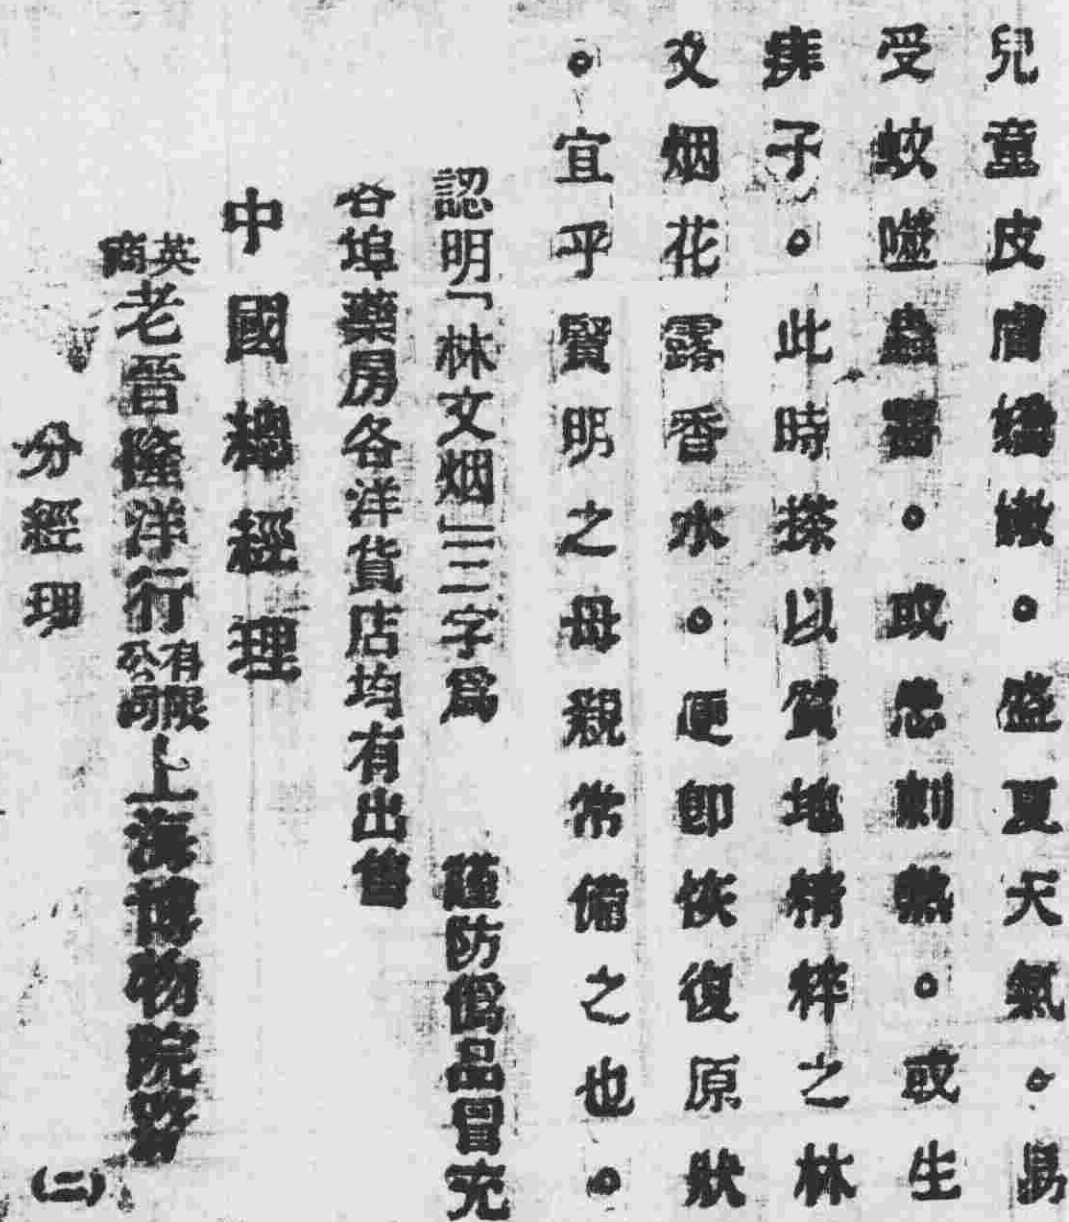 兒童皮膚嬌嫩。盛夏天氣。易
受蚊噬蟲螫。或患刺熱。或生
痱子。此時搽以質地精粹之林
文烟花露香水。便即恢復原狀
。宜乎賢明之母親常備之也。
認明「林文烟」三字爲 謹防僞品冒充
各埠藥房各洋貨店均有出售
中國總經理
英商老晉隆洋行有限公司上海博物院路
分經理
(二)